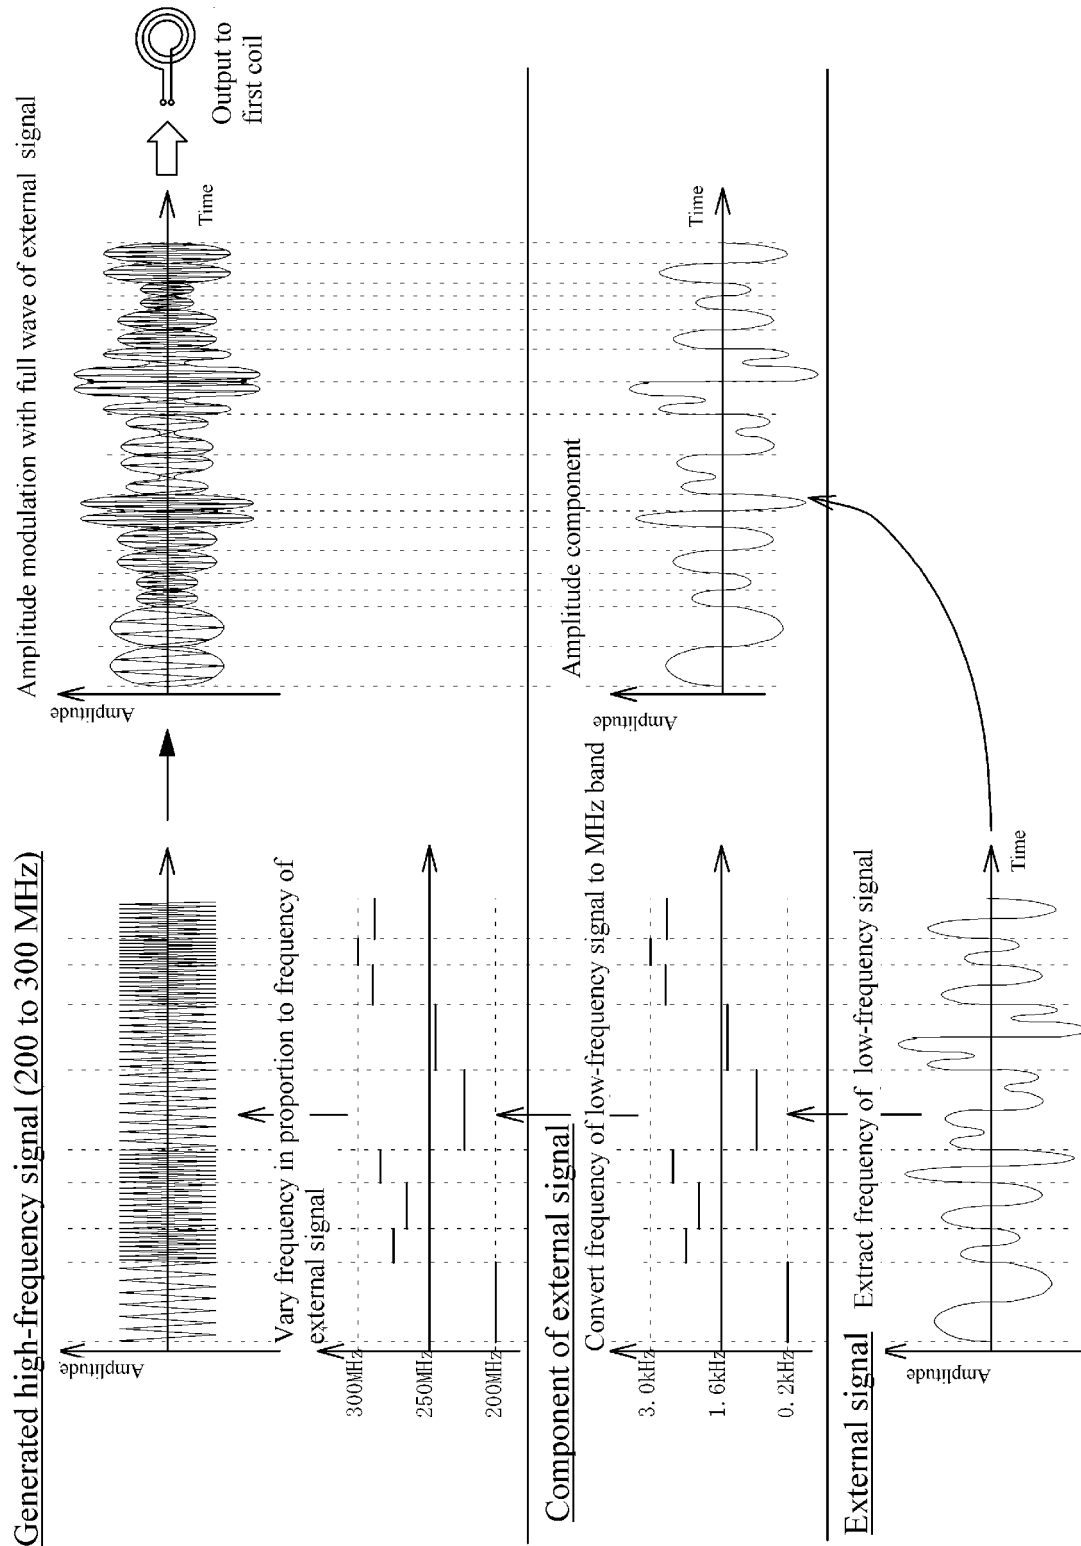 Generated high-frequency signal (200 to 300 MHz)
Amplitude
Amplitude modulation with full wave of external signal
Amplitude
Time
Output to
first coil
Vary frequency in proportion to frequency of
external signal
300MHz
250MHz
200MHz
Component of external signal
Convert frequency of low-frequency signal to MHz band
3.0kHz
1.6kHz
0.2kHz
Amplitude component
Amplitude
Time
External signal
Extract frequency of low-frequency signal
Amplitude
Time